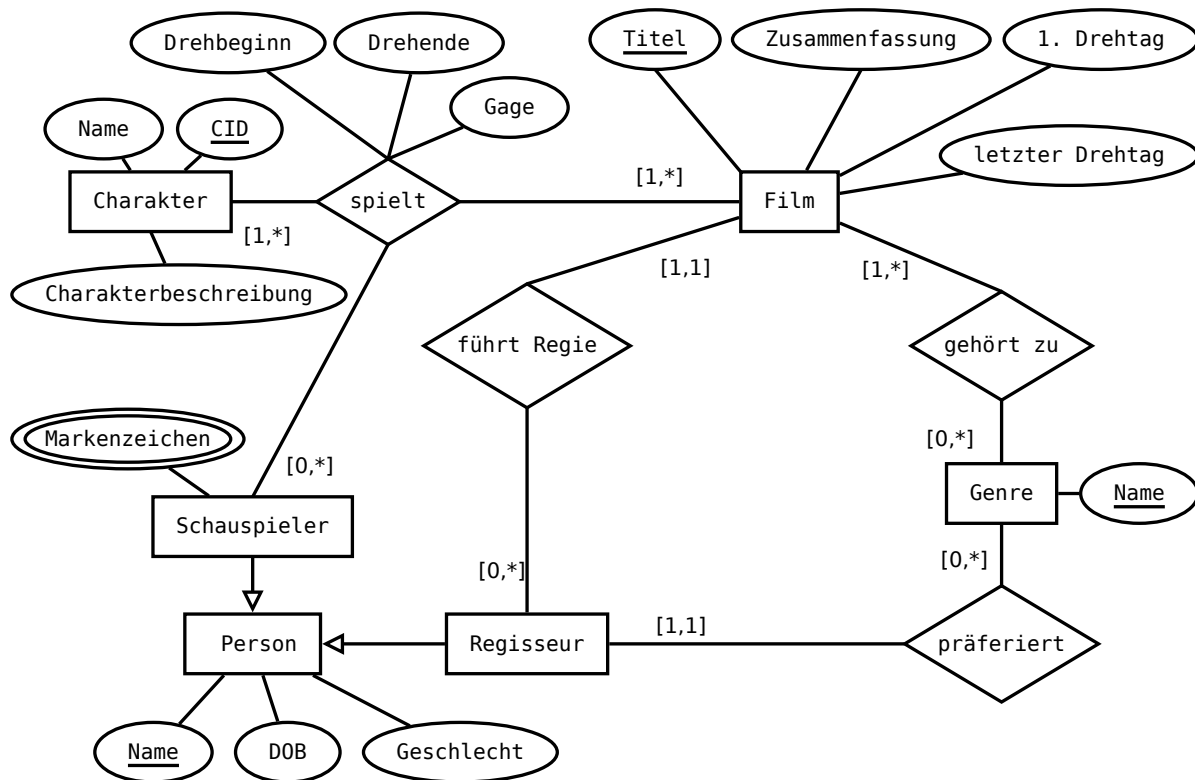 Drehbeginn
Drehende
Titel
Zusammenfassung
1. Drehtag
Name
CID
Gage
letzter Drehtag
Charakter
spielt
[1,*]
Film
[1,*]
Charakterbeschreibung
[1,1]
[1,*]
führt Regie
gehört zu
Markenzeichen
[0,*]
[0,*]
Schauspieler
Genre
Name
[0,*]
[0,*]
Person
Regisseur
[1,1]
präferiert
Name
DOB
Geschlecht